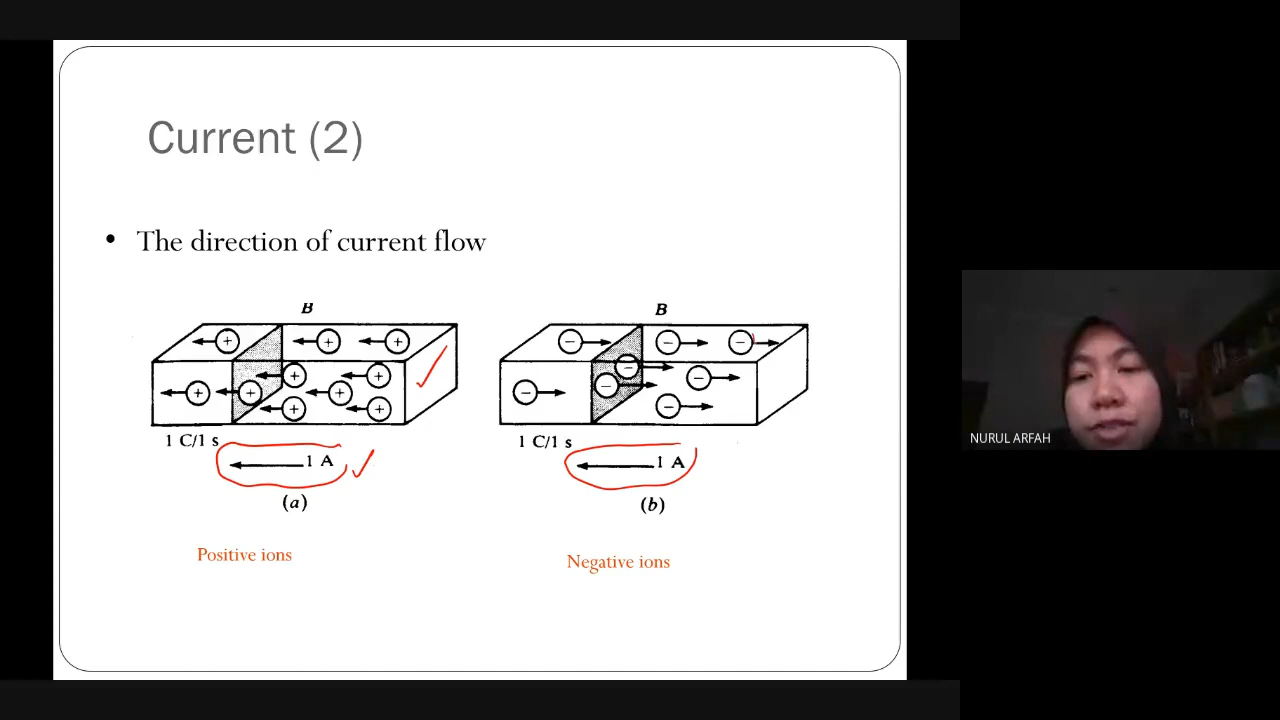 Current (2)
• The direction of current flow
B
B
1 C/1 s
1 A
(a)
1 C/1 s
1 A
(b)
Positive ions
Negative ions
NURUL ARFAH